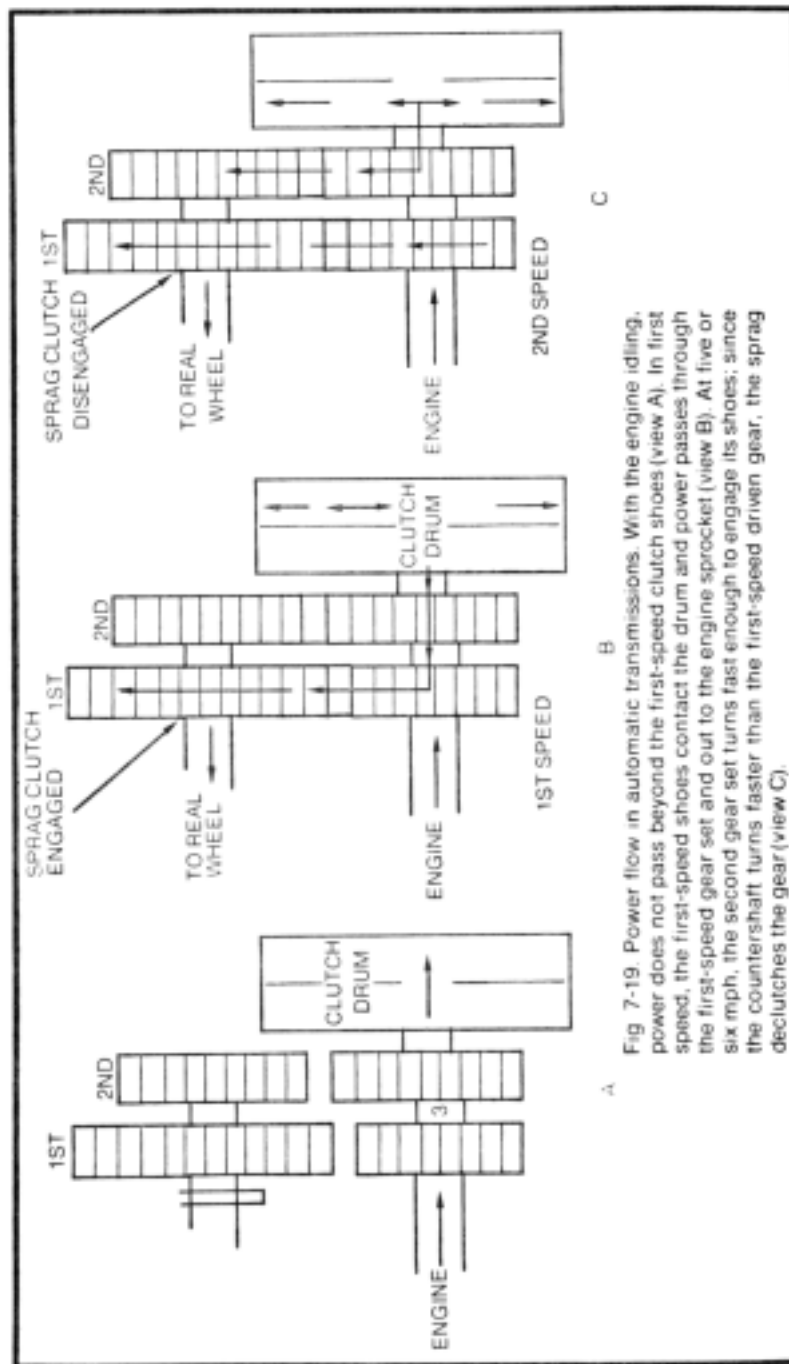 1ST
2ND
ENGINE
3
CLUTCH
DRUM
A
SPRAG CLUTCH
ENGAGED
1ST
2ND
TO REAL
WHEEL
ENGINE
CLUTCH
DRUM
1ST SPEED
B
SPRAG CLUTCH
DISENGAGED
1ST
2ND
TO REAL
WHEEL
ENGINE
2ND SPEED
C
Fig 7-19. Power flow in automatic transmissions. With the engine idling,
power does not pass beyond the first-speed clutch shoes (view A). In first
speed, the first-speed shoes contact the drum and power passes through
the first-speed gear set and out to the engine sprocket (view B). At five or
six mph, the second gear set turns fast enough to engage its shoes; since
the countershaft turns faster than the first-speed driven gear, the sprag
declutches the gear (view C).